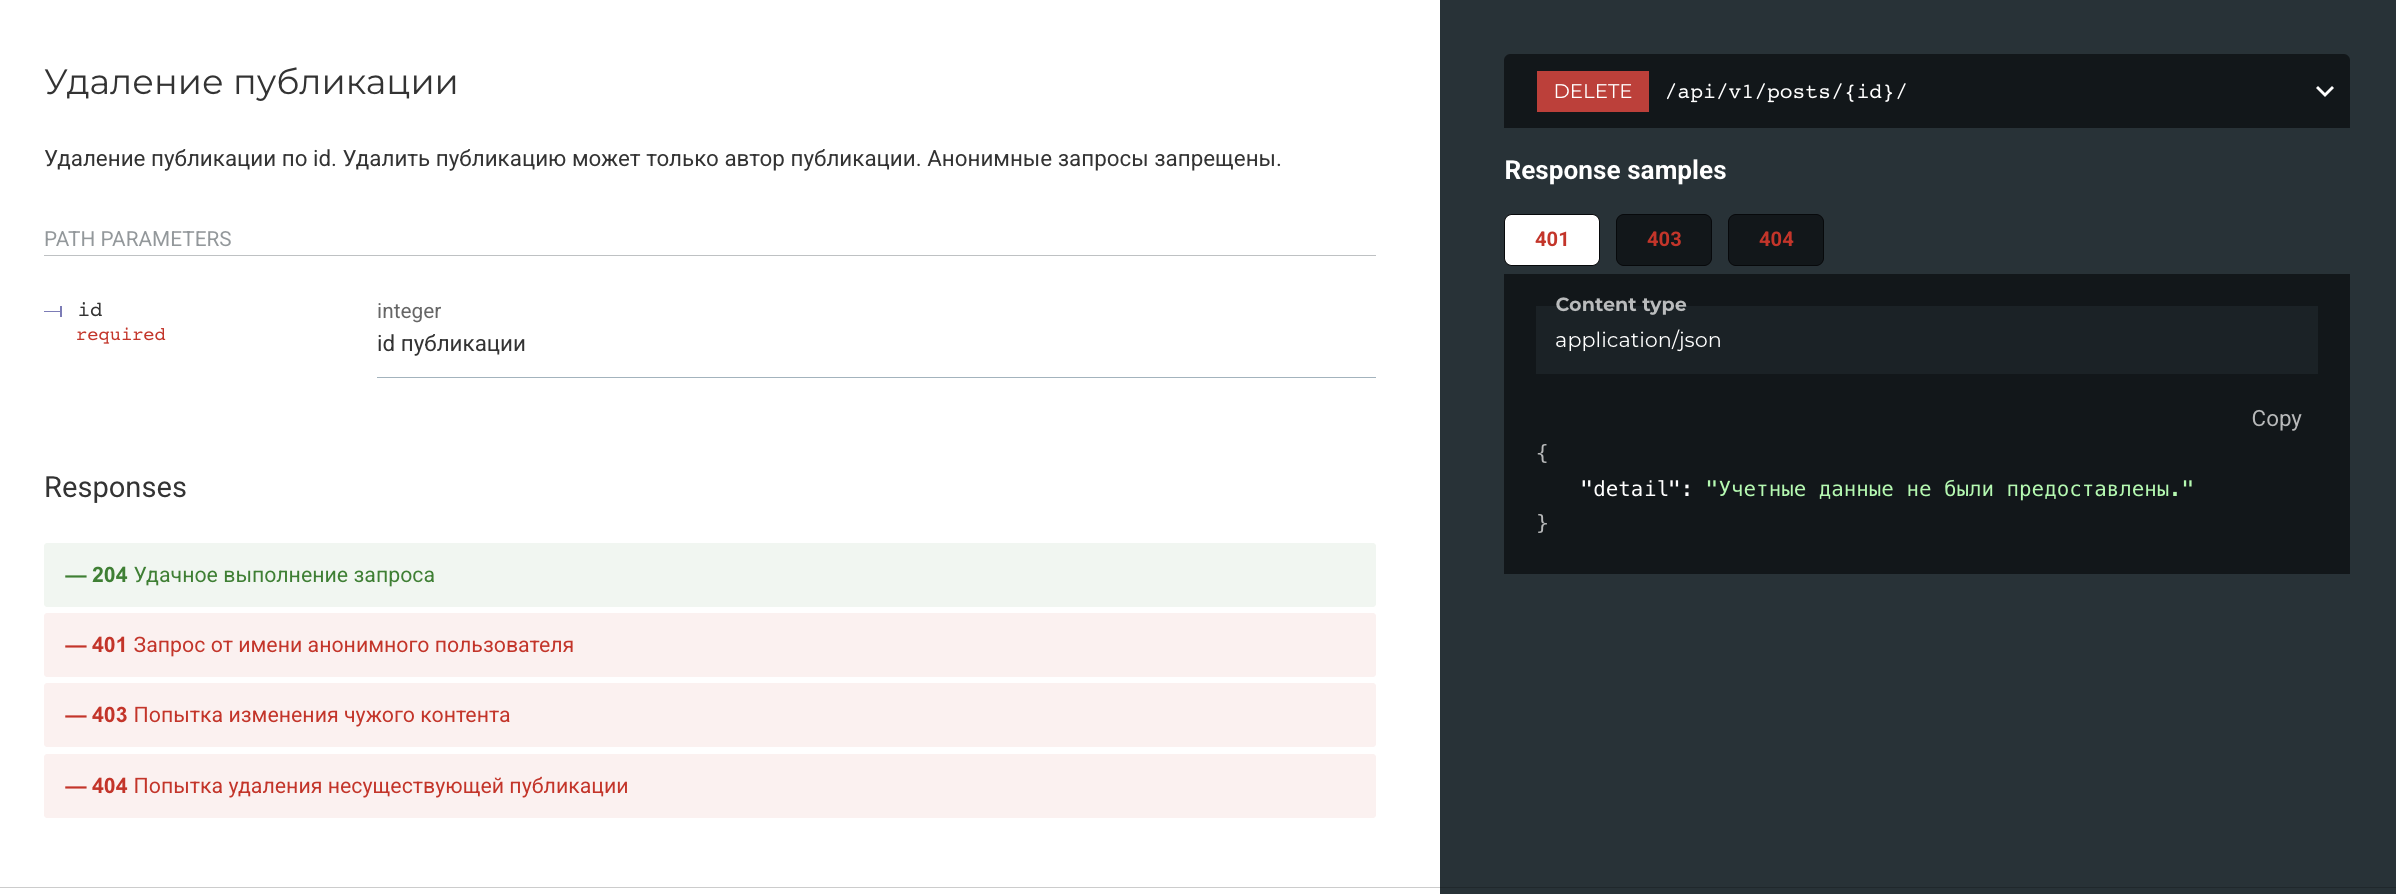 Удаление публикации
Удаление публикации по id. Удалить публикацию может только автор публикации. Анонимные запросы запрещены.
PATH PARAMETERS
id
required
integer
id публикации
Responses
— 204 Удачное выполнение запроса
— 401 Запрос от имени анонимного пользователя
— 403 Попытка изменения чужого контента
— 404 Попытка удаления несуществующей публикации
DELETE /api/v1/posts/{id}/
Response samples
401 403 404
Content type
application/json
Copy
{
"detail": "Учетные данные не были предоставлены."
}